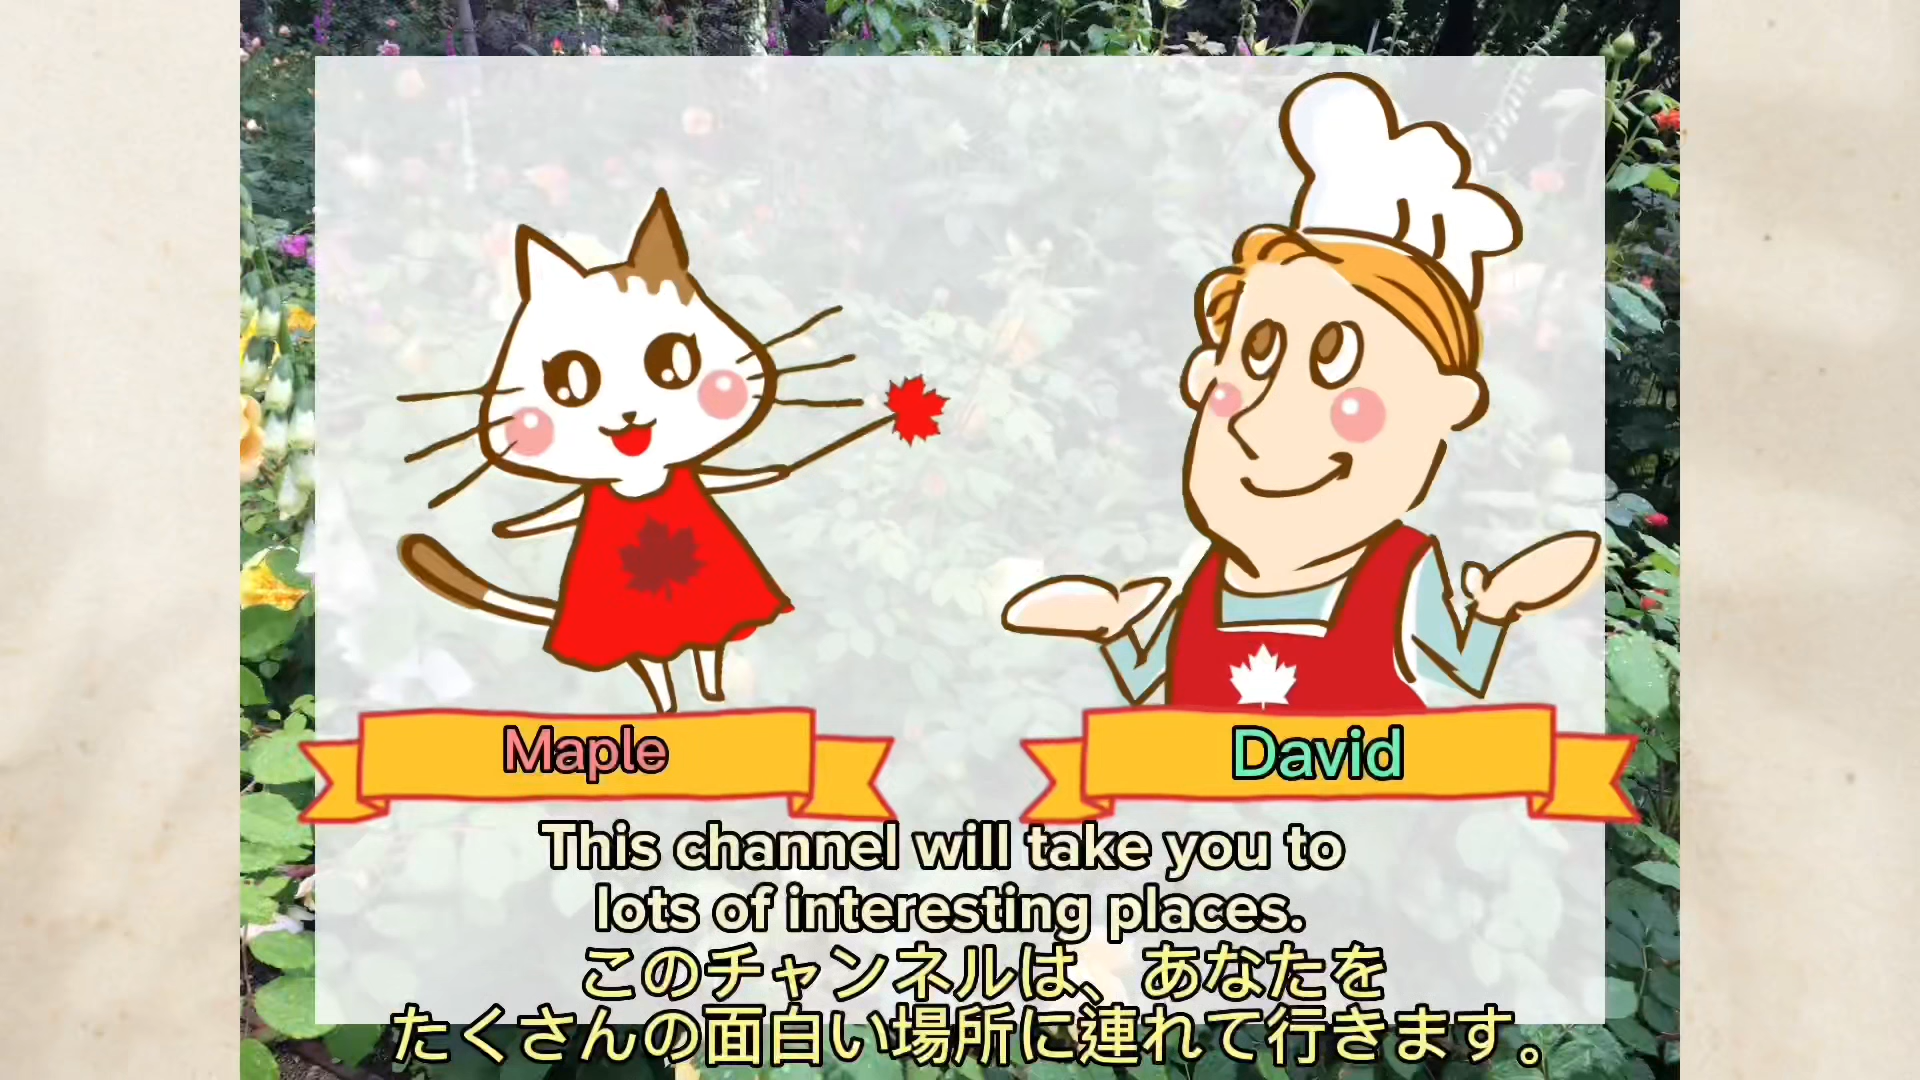 Maple
David
This channel will take you to
lots of interesting places.
このチャンネルは、あなたを
たくさんの面白い場所に連れて行きます。